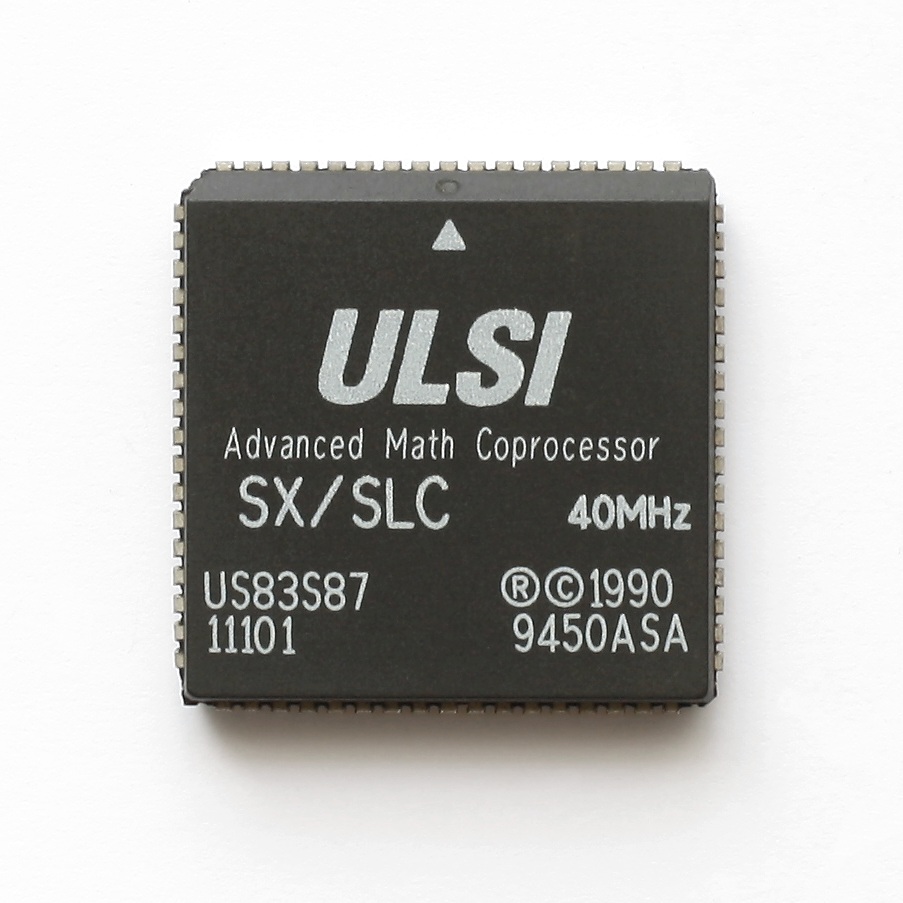 ULSI
Advanced Math Coprocessor
SX/SLC 40MHz
US83S87 ®©1990
11101 9450ASA